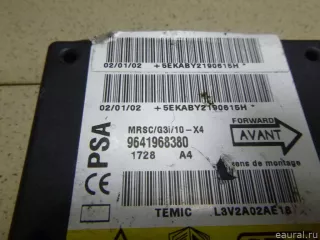 02/01/02 +5EKABY2190615H*
02/01/02 +5EKABY2190615H*
PSA
MRSC/G3i/10-X4
9641968380
1728 A4
FORWARD
AVANT
sens de montage
CE
TEMIC L3V2A02AE18
© eaural.ru